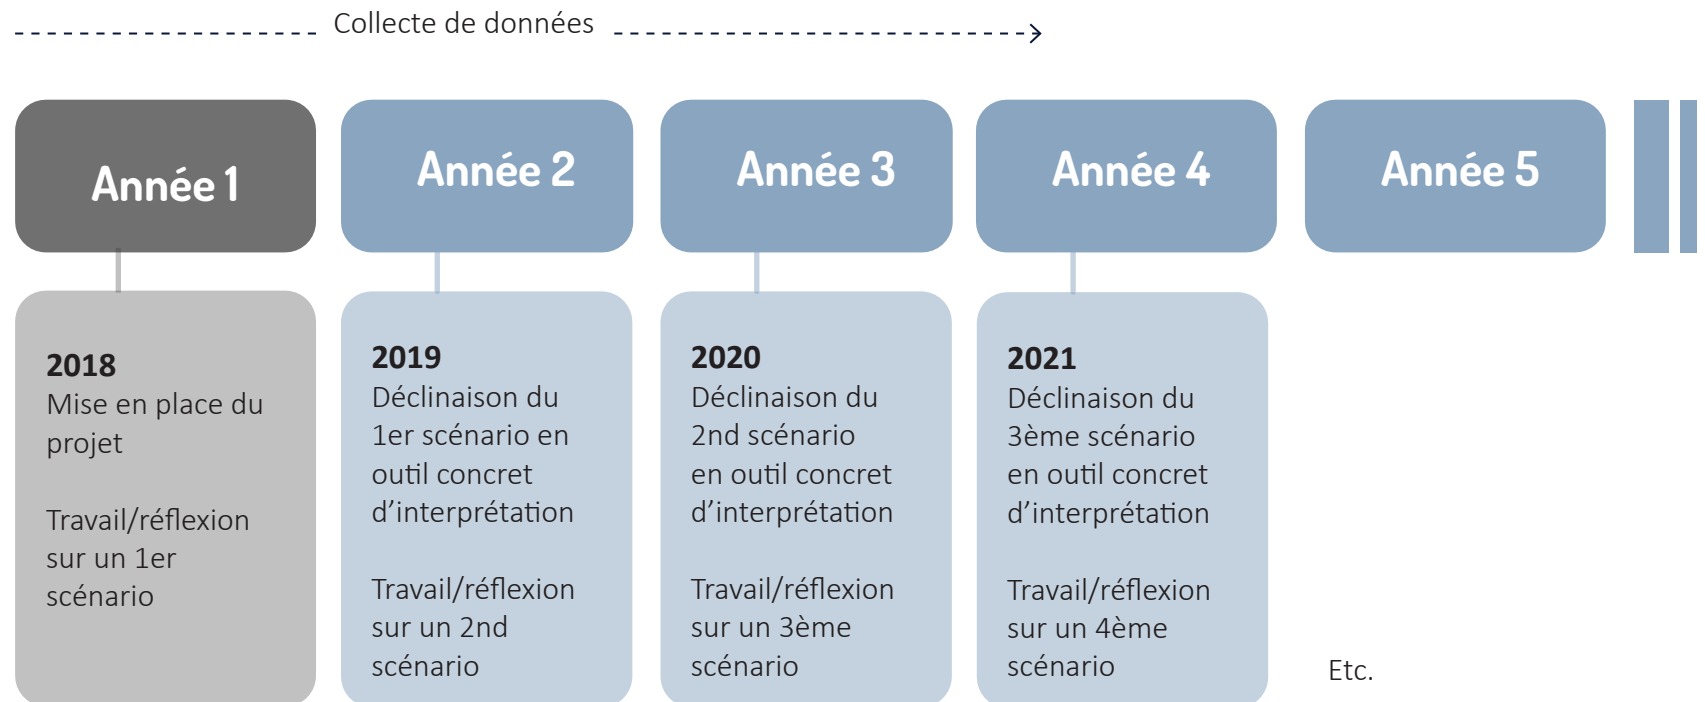 Collecte de données
Année 1
Année 2
Année 3
Année 4
Année 5
2018
Mise en place du
projet
Travail/réflexion
sur un 1er
scénario
2019
Déclinaison du
1er scénario en
outil concret
d’interprétation
Travail/réflexion
sur un 2nd
scénario
2020
Déclinaison du
2nd scénario
en outil concret
d’interprétation
Travail/réflexion
sur un 3ème
scénario
2021
Déclinaison du
3ème scénario
en outil concret
d’interprétation
Travail/réflexion
sur un 4ème
scénario
Etc.